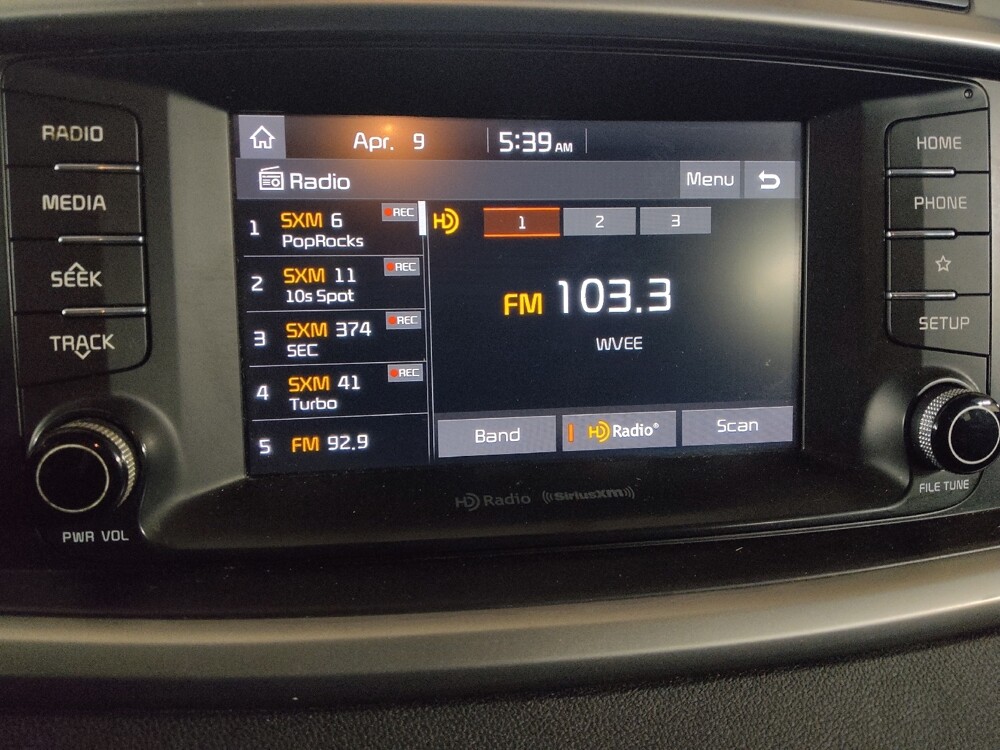 RADIO
MEDIA
SEEK
TRACK
PWR VOL
Apr. 9 5:39 AM
Radio Menu
1 SXM 6 REC
PopRocks
2 SXM 11 REC
10s Spot
3 SXM 374 REC
SEC
4 SXM 41 REC
Turbo
5 FM 92.9
HD 1 2 3
FM 103.3
WVEE
Band HD Radio® Scan
HD Radio ((SiriusXM))
HOME
PHONE
SETUP
FILE TUNE